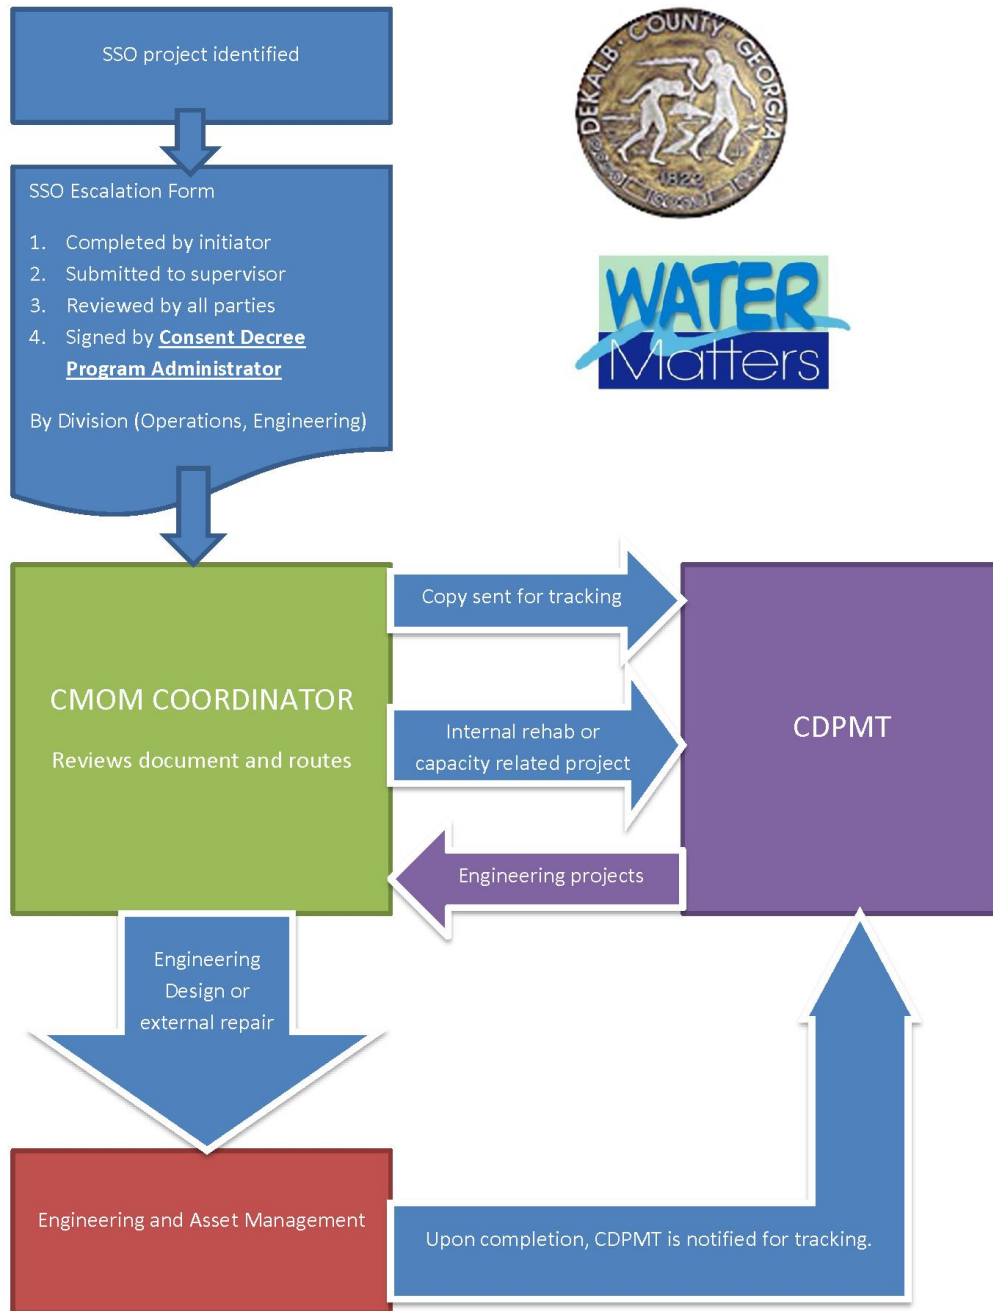 SSO project identified
DEKALB · COUNTY · GEORGIA
1822
WATER
Matters
SSO Escalation Form
1. Completed by initiator
2. Submitted to supervisor
3. Reviewed by all parties
4. Signed by Consent Decree
Program Administrator
By Division (Operations, Engineering)
CMOM COORDINATOR
Reviews document and routes
Copy sent for tracking
Internal rehab or
capacity related project
Engineering projects
CDPMT
Engineering
Design or
external repair
Engineering and Asset Management
Upon completion, CDPMT is notified for tracking.